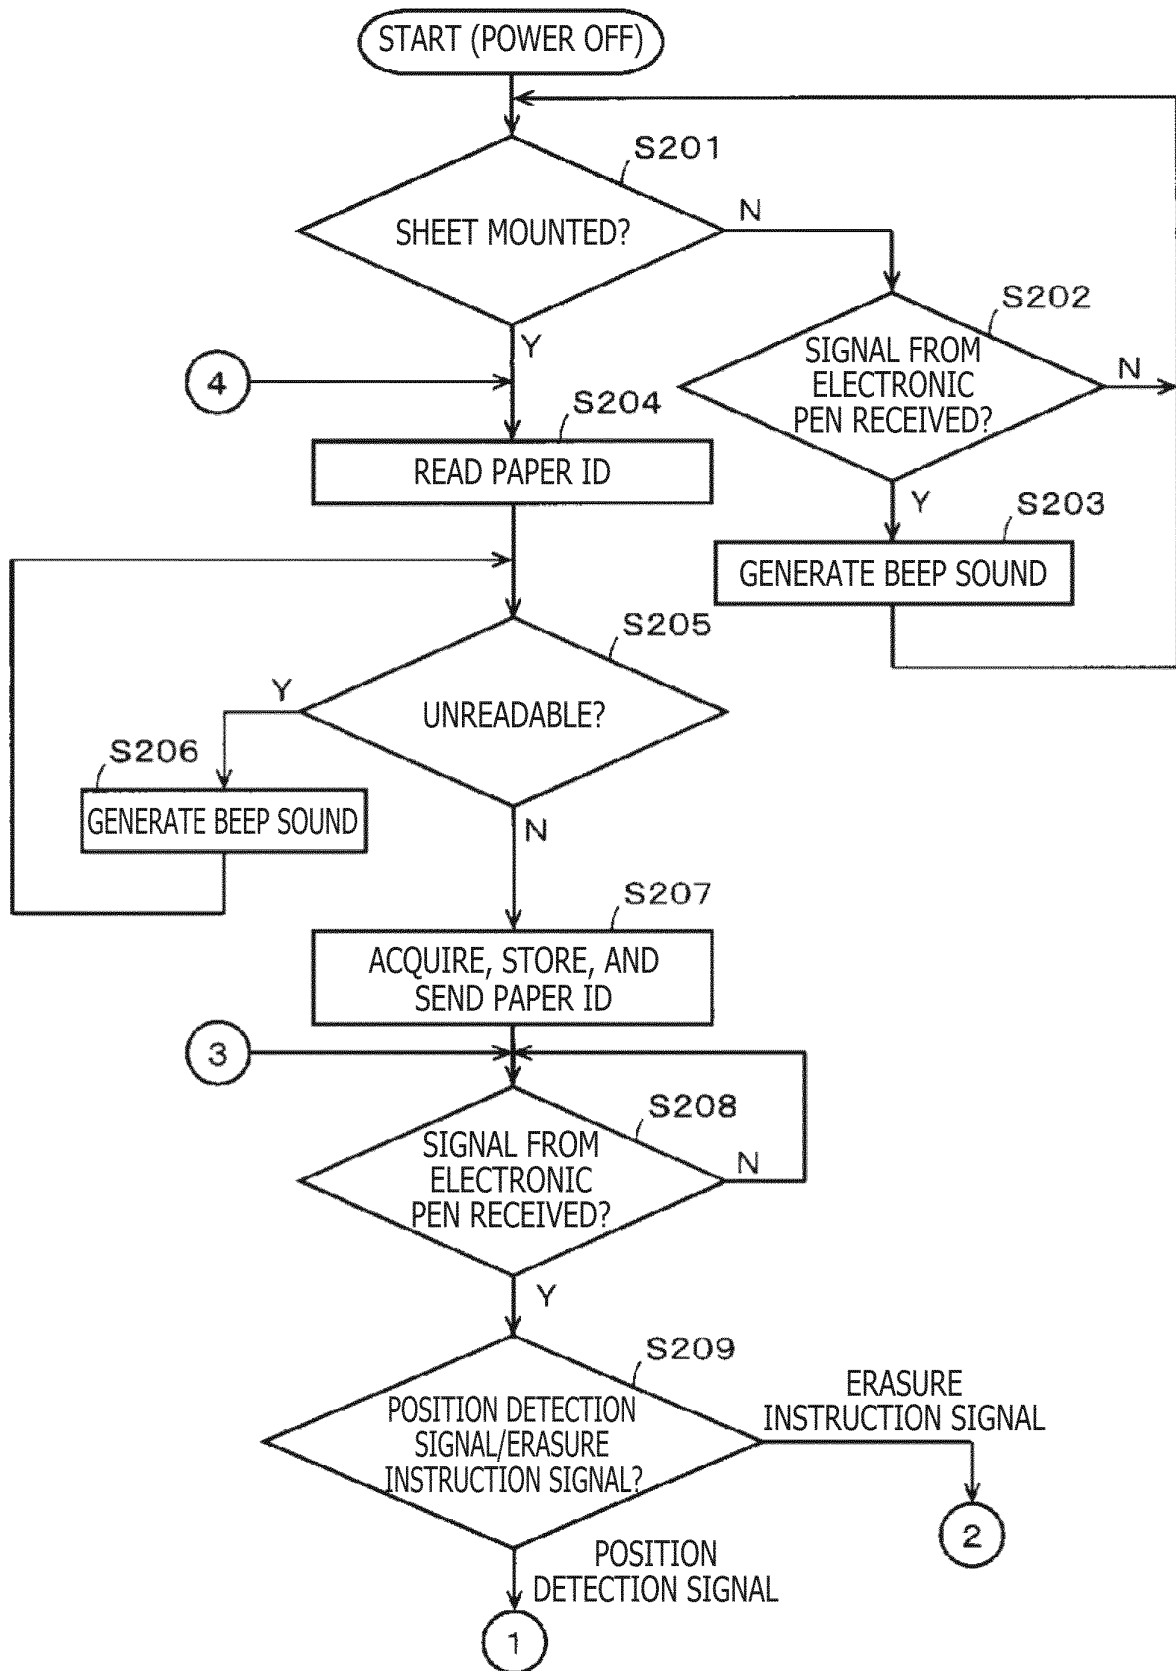 START (POWER OFF)
S201
SHEET MOUNTED?
N
Y
S202
SIGNAL FROM
ELECTRONIC
PEN RECEIVED?
N
Y
4
S204
READ PAPER ID
S203
GENERATE BEEP SOUND
S205
UNREADABLE?
Y
N
S206
GENERATE BEEP SOUND
S207
ACQUIRE, STORE, AND
SEND PAPER ID
3
S208
SIGNAL FROM
ELECTRONIC
PEN RECEIVED?
N
Y
S209
POSITION DETECTION
SIGNAL/ERASURE
INSTRUCTION SIGNAL?
ERASURE
INSTRUCTION SIGNAL
2
POSITION
DETECTION SIGNAL
1